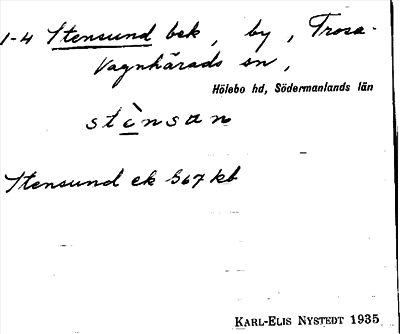 1-4 Stensund bek, by, Trosa-
Vagnhärads sn,
Hölebo hd, Södermanlands län
stènsan
Stensund ek 567 kb
KARL-ELIS NYSTEDT 1935